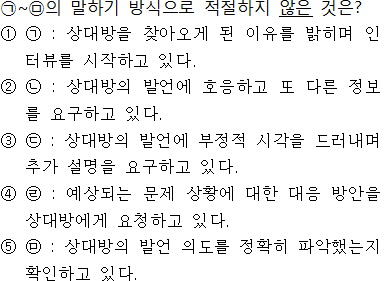 ㉠~㉤의 말하기 방식으로 적절하지 않은 것은?
① ㉠ : 상대방을 찾아오게 된 이유를 밝히며 인
터뷰를 시작하고 있다.
② ㉡ : 상대방의 발언에 호응하고 또 다른 정보
를 요구하고 있다.
③ ㉢ : 상대방의 발언에 부정적 시각을 드러내며
추가 설명을 요구하고 있다.
④ ㉣ : 예상되는 문제 상황에 대한 대응 방안을
상대방에게 요청하고 있다.
⑤ ㉤ : 상대방의 발언 의도를 정확히 파악했는지
확인하고 있다.